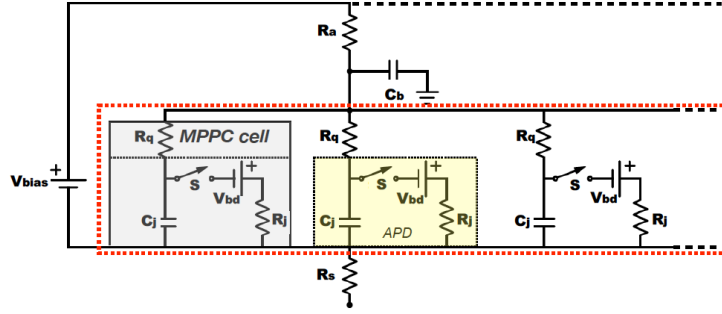 Ra
Cb
Rq MPPC cell Rq Rq
Vbias + S + S + S +
Vbd Vbd Vbd
Cj Rj Cj Rj Cj Rj
APD
Rs